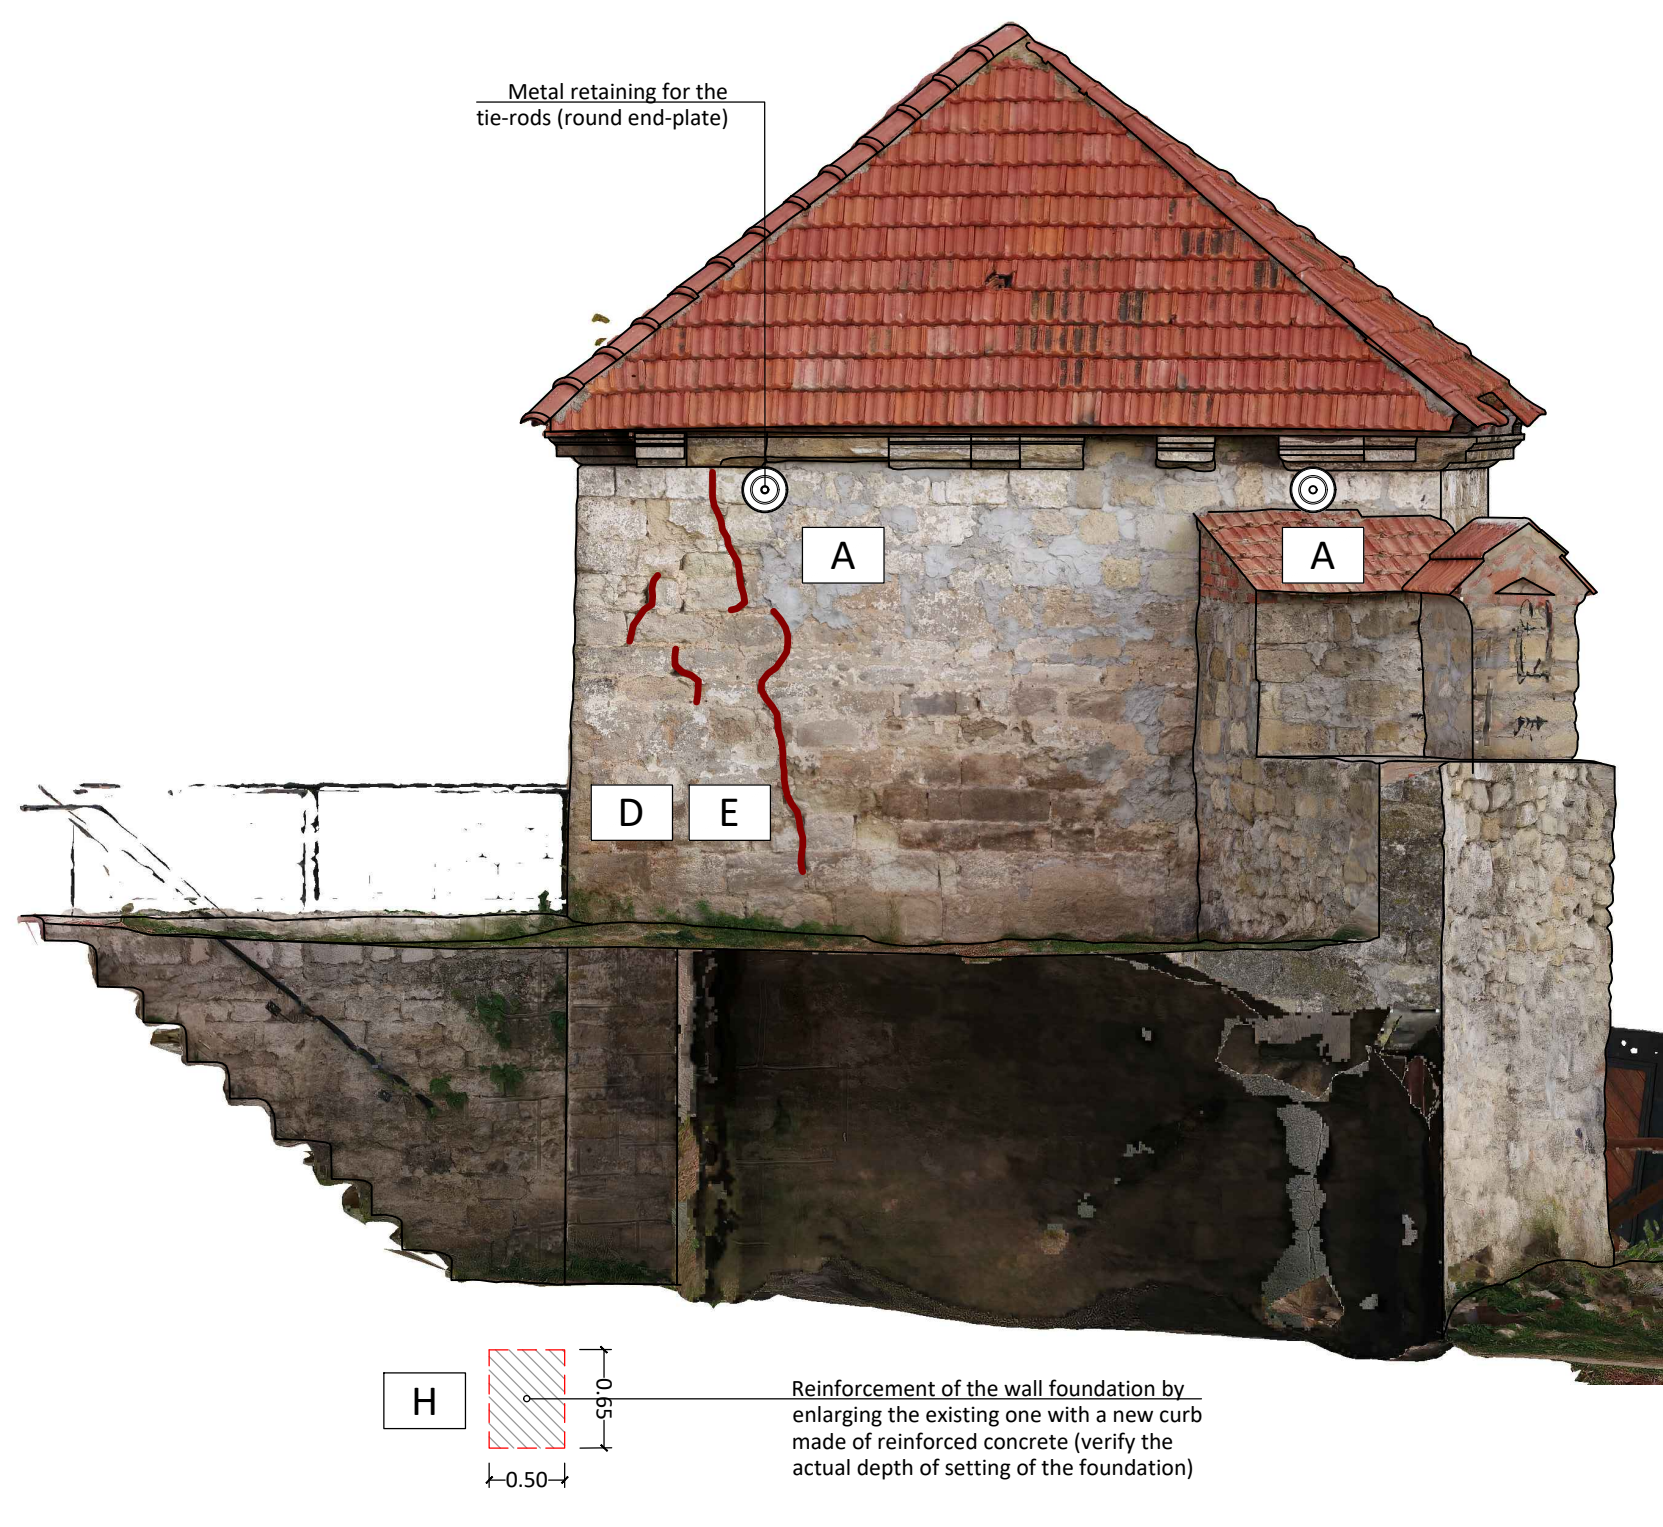 Metal retaining for the
tie-rods (round end-plate)
A
A
D
E
H
0.65
0.50
Reinforcement of the wall foundation by
enlarging the existing one with a new curb
made of reinforced concrete (verify the
actual depth of setting of the foundation)